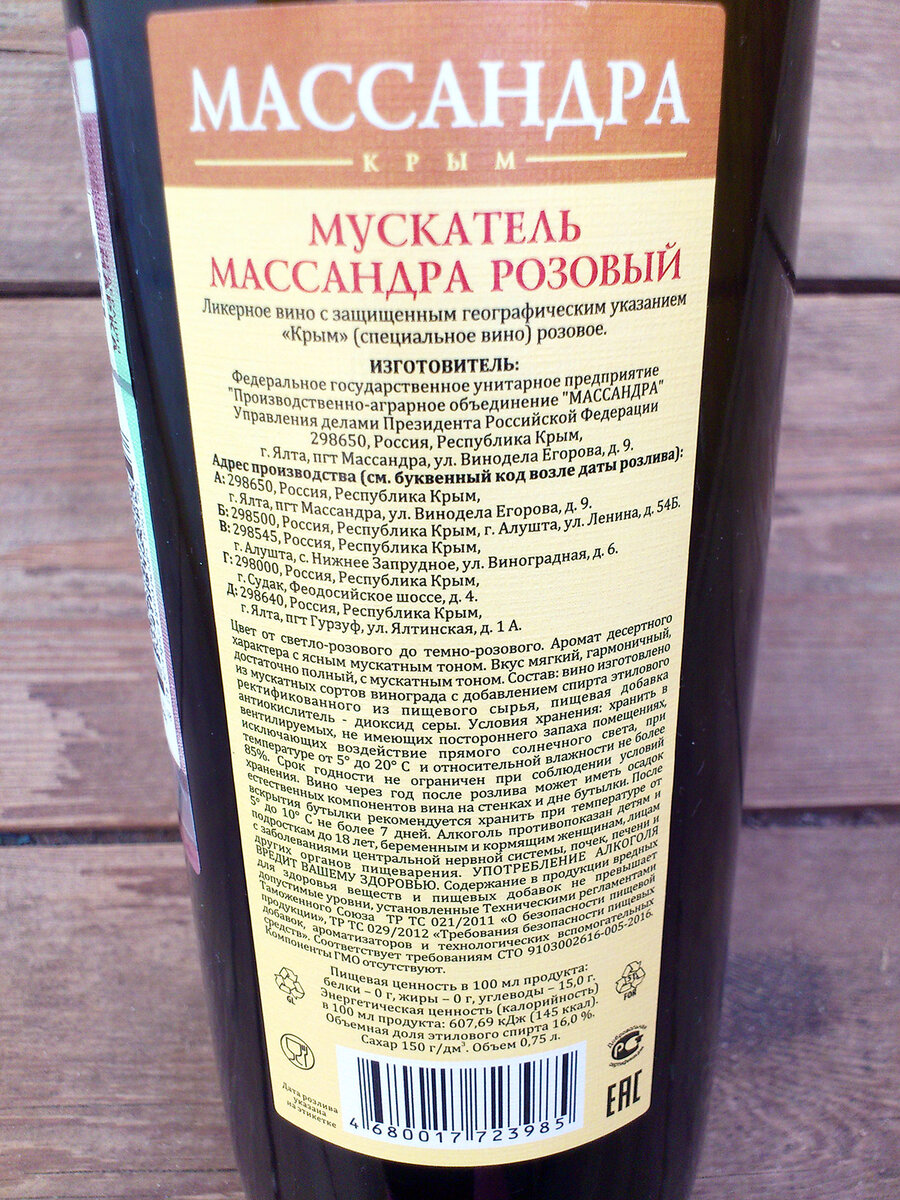 МАССАНДРА
КРЫМ
МУСКАТЕЛЬ
МАССАНДРА РОЗОВЫЙ
Ликерное вино с защищенным географическим указанием
«Крым» (специальное вино) розовое.
ИЗГОТОВИТЕЛЬ:
Федеральное государственное унитарное предприятие
"Производственно-аграрное объединение "МАССАНДРА"
Управления делами Президента Российской Федерации
298650, Россия, Республика Крым,
г. Ялта, пгт Массандра, ул. Винодела Егорова, д. 9.
Адрес производства (см. буквенный код возле даты розлива):
А: 298650, Россия, Республика Крым,
г. Ялта, пгт Массандра, ул. Винодела Егорова, д. 9.
Б: 298500, Россия, Республика Крым, г. Алушта, ул. Ленина, д. 54Б.
В: 298545, Россия, Республика Крым,
г. Алушта, с. Нижнее Запрудное, ул. Виноградная, д. 6.
Г: 298000, Россия, Республика Крым,
г. Судак, Феодосийское шоссе, д. 4.
Д: 298640, Россия, Республика Крым,
г. Ялта, пгт Гурзуф, ул. Ялтинская, д. 1 А.
Цвет от светло-розового до темно-розового. Аромат десертного
характера с ясным мускатным тоном. Вкус мягкий, гармоничный,
достаточно полный, с мускатным тоном. Состав: вино изготовлено
из мускатных сортов винограда с добавлением спирта этилового
ректификованного из пищевого сырья, пищевая добавка
антиокислитель - диоксид серы. Условия хранения: хранить в
вентилируемых, не имеющих постороннего запаха помещениях,
исключающих воздействие прямого солнечного света, при
температуре от 5° до 20° С и относительной влажности не более
85%. Срок годности не ограничен при соблюдении условий
хранения. Вино через год после розлива может иметь осадок
естественных компонентов вина на стенках и дне бутылки. После
вскрытия бутылки рекомендуется хранить при температуре от
5° до 10° С не более 7 дней. Алкоголь противопоказан детям и
подросткам до 18 лет, беременным и кормящим женщинам, лицам
с заболеваниями центральной нервной системы, почек, печени и
других органов пищеварения. УПОТРЕБЛЕНИЕ АЛКОГОЛЯ
ВРЕДИТ ВАШЕМУ ЗДОРОВЬЮ. Содержание в продукции вредных
для здоровья веществ и пищевых добавок не превышает
допустимые уровни, установленные Техническими регламентами
Таможенного Союза ТР ТС 021/2011 «О безопасности пищевой
продукции», ТР ТС 029/2012 «Требования безопасности пищевых
добавок, ароматизаторов и технологических вспомогательных
средств». Соответствует требованиям СТО 9103002616-005-2016.
Компоненты ГМО отсутствуют.
Пищевая ценность в 100 мл продукта:
белки – 0 г, жиры – 0 г, углеводы – 15,0 г.
Энергетическая ценность (калорийность)
в 100 мл продукта: 607,69 кДж (145 ккал).
Объемная доля этилового спирта 16,0 %.
Сахар 150 г/дм³. Объем 0,75 л.
GL
51
FOR
Добровольная
РСТ
сертификация
Дата розлива
указана
на этикетке
EAC
4 680017 723985